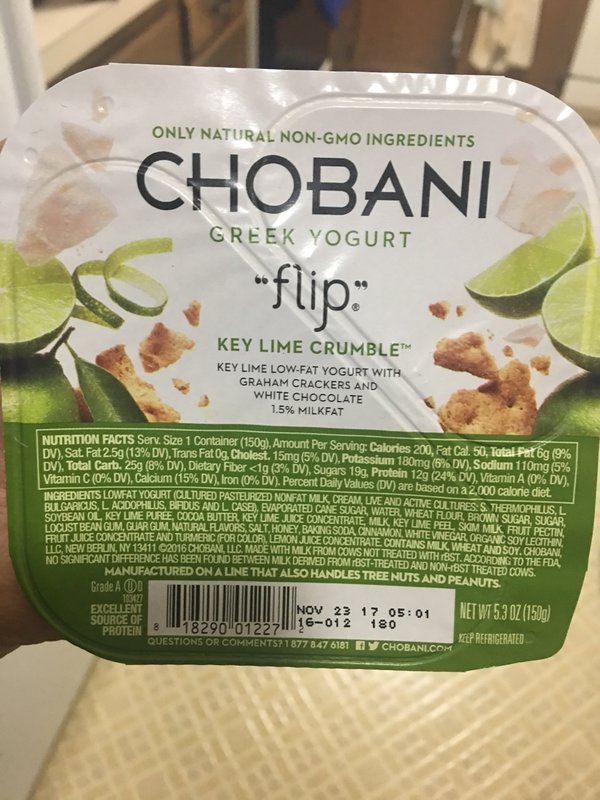 ONLY NATURAL NON-GMO INGREDIENTS
CHOBANI
GREEK YOGURT
"flip."®
KEY LIME CRUMBLE™
KEY LIME LOW-FAT YOGURT WITH
GRAHAM CRACKERS AND
WHITE CHOCOLATE
1.5% MILKFAT
NUTRITION FACTS Serv. Size 1 Container (150g), Amount Per Serving: Calories 200, Fat Cal. 50, Total Fat 6g (9%
DV), Sat. Fat 2.5g (13% DV), Trans Fat 0g, Cholest. 15mg (5% DV), Potassium 180mg (6% DV), Sodium 110mg (5%
DV), Total Carb. 25g (8% DV), Dietary Fiber <1g (3% DV), Sugars 19g, Protein 12g (24% DV), Vitamin A (0% DV),
Vitamin C (0% DV), Calcium (15% DV), Iron (0% DV). Percent Daily Values (DV) are based on a 2,000 calorie diet.
INGREDIENTS LOWFAT YOGURT (CULTURED PASTEURIZED NONFAT MILK, CREAM, LIVE AND ACTIVE CULTURES: S. THERMOPHILUS, L.
BULGARICUS, L. ACIDOPHILUS, BIFIDUS AND L. CASEI), EVAPORATED CANE SUGAR, WATER, WHEAT FLOUR, BROWN SUGAR, SUGAR,
SOYBEAN OIL, KEY LIME PUREE, COCOA BUTTER, KEY LIME JUICE CONCENTRATE, MILK, KEY LIME PEEL, SKIM MILK, FRUIT PECTIN,
LOCUST BEAN GUM, GUAR GUM, NATURAL FLAVORS, SALT, HONEY, BAKING SODA, CINNAMON, WHITE VINEGAR, ORGANIC SOY LECITHIN,
FRUIT JUICE CONCENTRATE AND TURMERIC (FOR COLOR), LEMON JUICE CONCENTRATE. CONTAINS MILK, WHEAT AND SOY. CHOBANI,
LLC, NEW BERLIN, NY 13411 ©2016 CHOBANI, LLC. MADE WITH MILK FROM COWS NOT TREATED WITH rBST. ACCORDING TO THE FDA,
NO SIGNIFICANT DIFFERENCE HAS BEEN FOUND BETWEEN MILK DERIVED FROM rBST-TREATED AND NON-rBST TREATED COWS.
MANUFACTURED ON A LINE THAT ALSO HANDLES TREE NUTS AND PEANUTS.
Grade A Ⓤ D
103427
EXCELLENT
SOURCE OF
PROTEIN
8 18290 01227 2
NOV 23 17 05:01
16-012 180
NET WT 5.3 OZ (150g)
KEEP REFRIGERATED
QUESTIONS OR COMMENTS? 1 877 847 6181 CHOBANI.COM